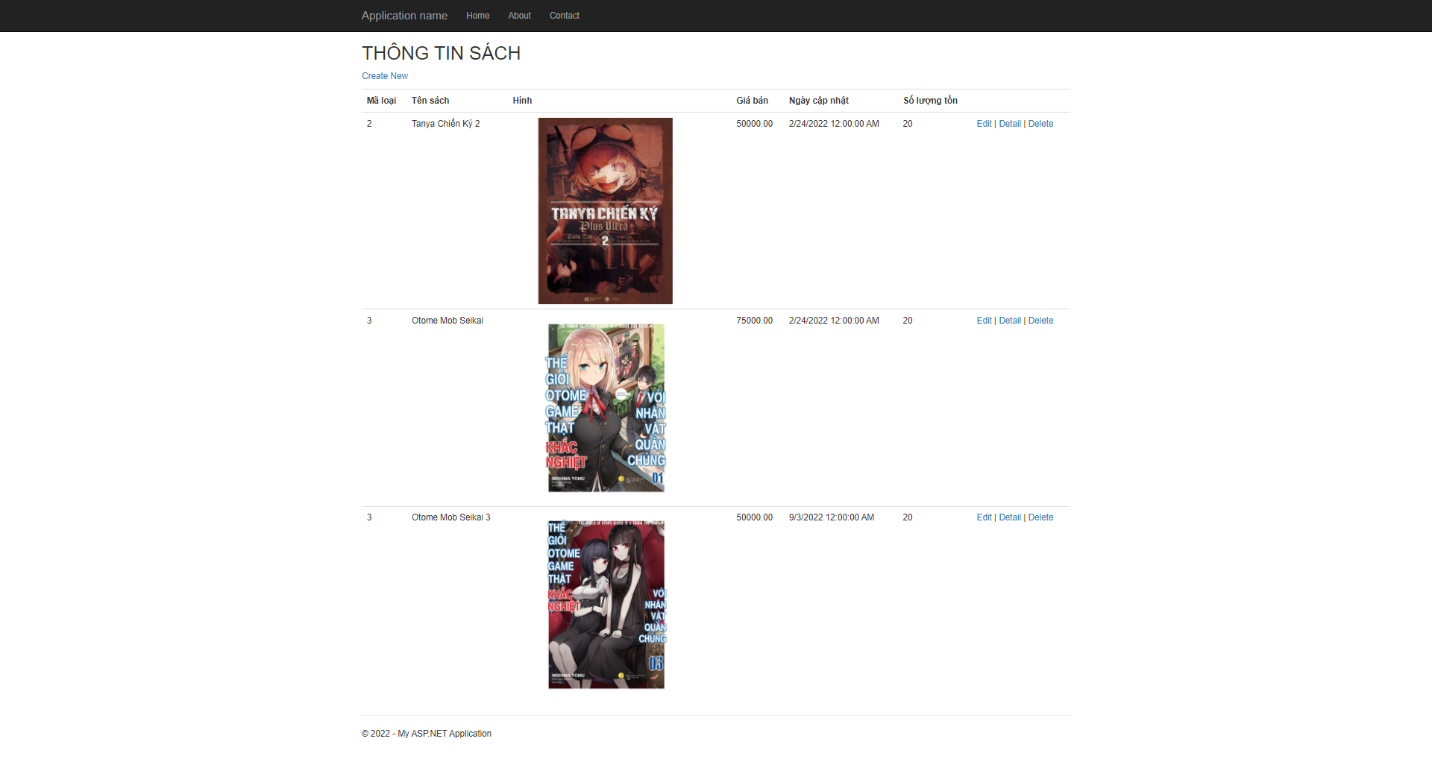 Application name Home About Contact
THÔNG TIN SÁCH
Create New
Mã loại Tên sách Hình Giá bán Ngày cập nhật Số lượng tồn
2 Tanya Chiến Ký 2 50000.00 2/24/2022 12:00:00 AM 20 Edit | Detail | Delete
TANYA CHIẾN KÝ
Plus Ultra
2
3 Otome Mob Seikai 75000.00 2/24/2022 12:00:00 AM 20 Edit | Detail | Delete
THẾ
GIỚI
OTOME
GAME
THẬT
KHẮC
NGHIỆT
VỚI
NHÂN
VẬT
QUẦN
CHÚNG
01
MISHIMA YOMU
3 Otome Mob Seikai 3 50000.00 9/3/2022 12:00:00 AM 20 Edit | Detail | Delete
THẾ
GIỚI
OTOME
GAME
THẬT
KHẮC
NGHIỆT
VỚI
NHÂN
VẬT
QUẦN
CHÚNG
03
MISHIMA YOMU
© 2022 - My ASP.NET Application